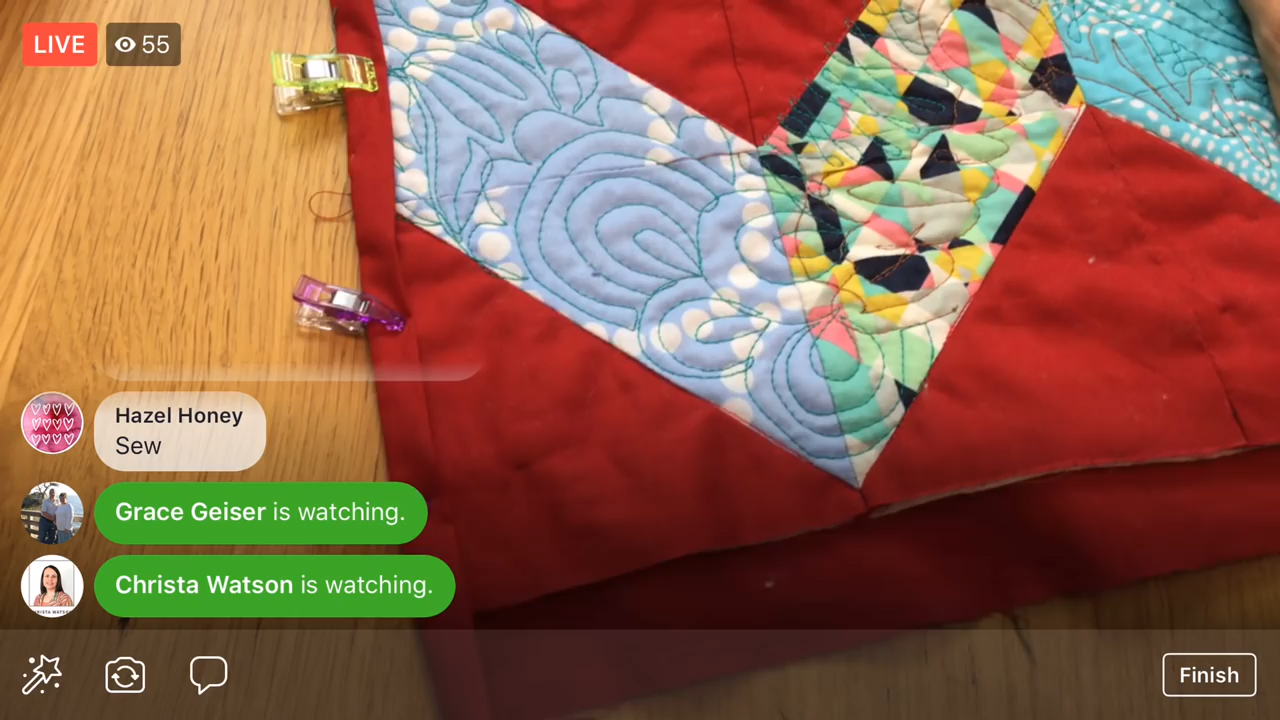 LIVE
55
Hazel Honey
Sew
Grace Geiser is watching.
Christa Watson is watching.
Finish